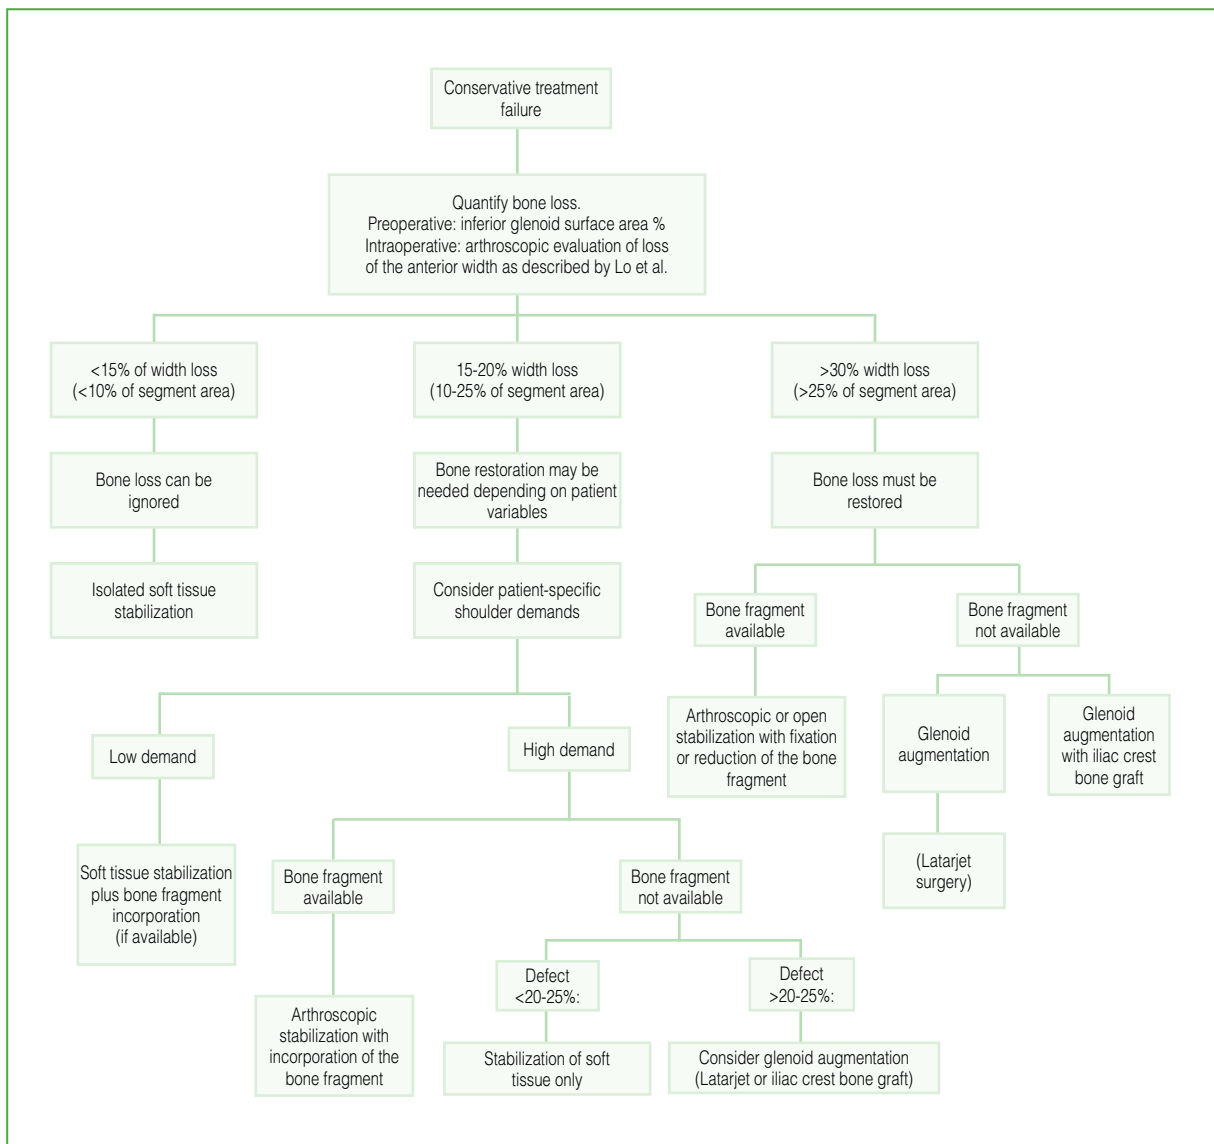 Conservative treatment
failure
Quantify bone loss.
Preoperative: inferior glenoid surface area %
Intraoperative: arthroscopic evaluation of loss
of the anterior width as described by Lo et al.
<15% of width loss
(<10% of segment area)
15-20% width loss
(10-25% of segment area)
>30% width loss
(>25% of segment area)
Bone loss can be
ignored
Bone restoration may be
needed depending on patient
variables
Bone loss must be
restored
Isolated soft tissue
stabilization
Consider patient-specific
shoulder demands
Bone fragment
available
Bone fragment
not available
Low demand
High demand
Arthroscopic or open
stabilization with fixation
or reduction of the bone
fragment
Glenoid
augmentation
Glenoid
augmentation
with iliac crest
bone graft
Soft tissue stabilization
plus bone fragment
incorporation
(if available)
Bone fragment
available
Bone fragment
not available
(Latarjet
surgery)
Defect
<20-25%:
Defect
>20-25%:
Arthroscopic
stabilization with
incorporation of the
bone fragment
Stabilization of soft
tissue only
Consider glenoid augmentation
(Latarjet or iliac crest bone graft)